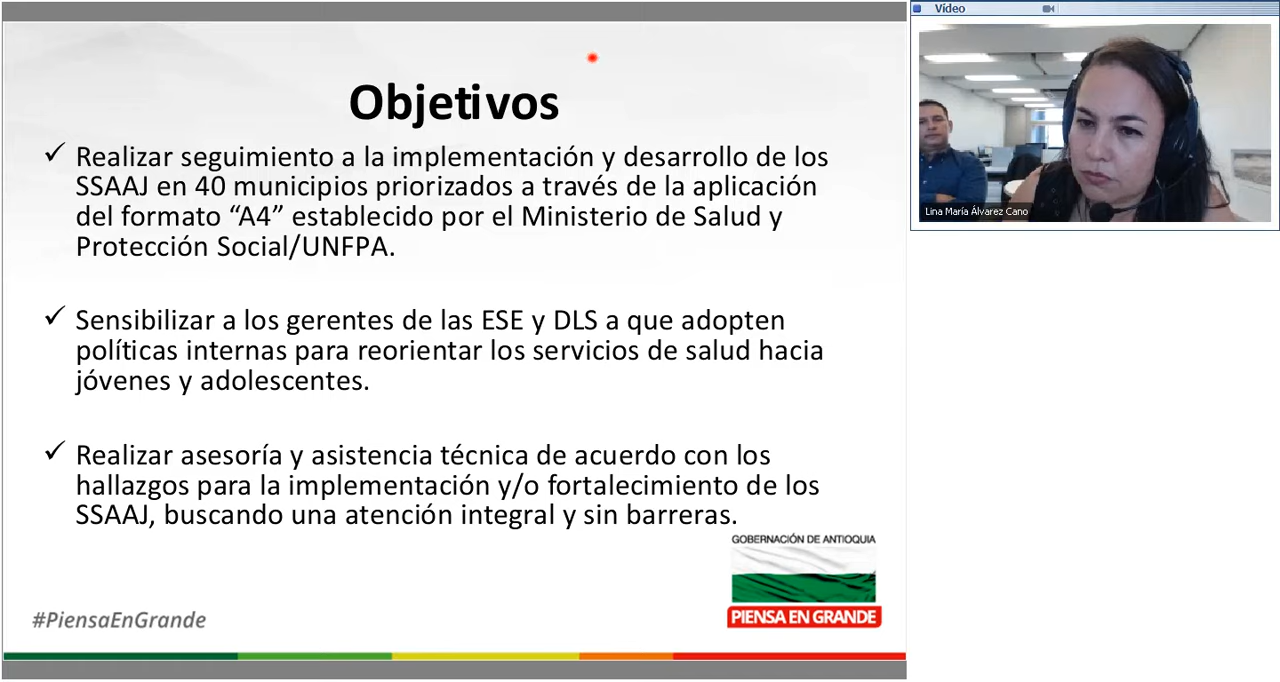 Objetivos
✓ Realizar seguimiento a la implementación y desarrollo de los
SSAAJ en 40 municipios priorizados a través de la aplicación
del formato “A4” establecido por el Ministerio de Salud y
Protección Social/UNFPA.
✓ Sensibilizar a los gerentes de las ESE y DLS a que adopten
políticas internas para reorientar los servicios de salud hacia
jóvenes y adolescentes.
✓ Realizar asesoría y asistencia técnica de acuerdo con los
hallazgos para la implementación y/o fortalecimiento de los
SSAAJ, buscando una atención integral y sin barreras.
GOBERNACIÓN DE ANTIOQUIA
PIENSA EN GRANDE
#PiensaEnGrande
Vídeo
Lina María Álvarez Cano